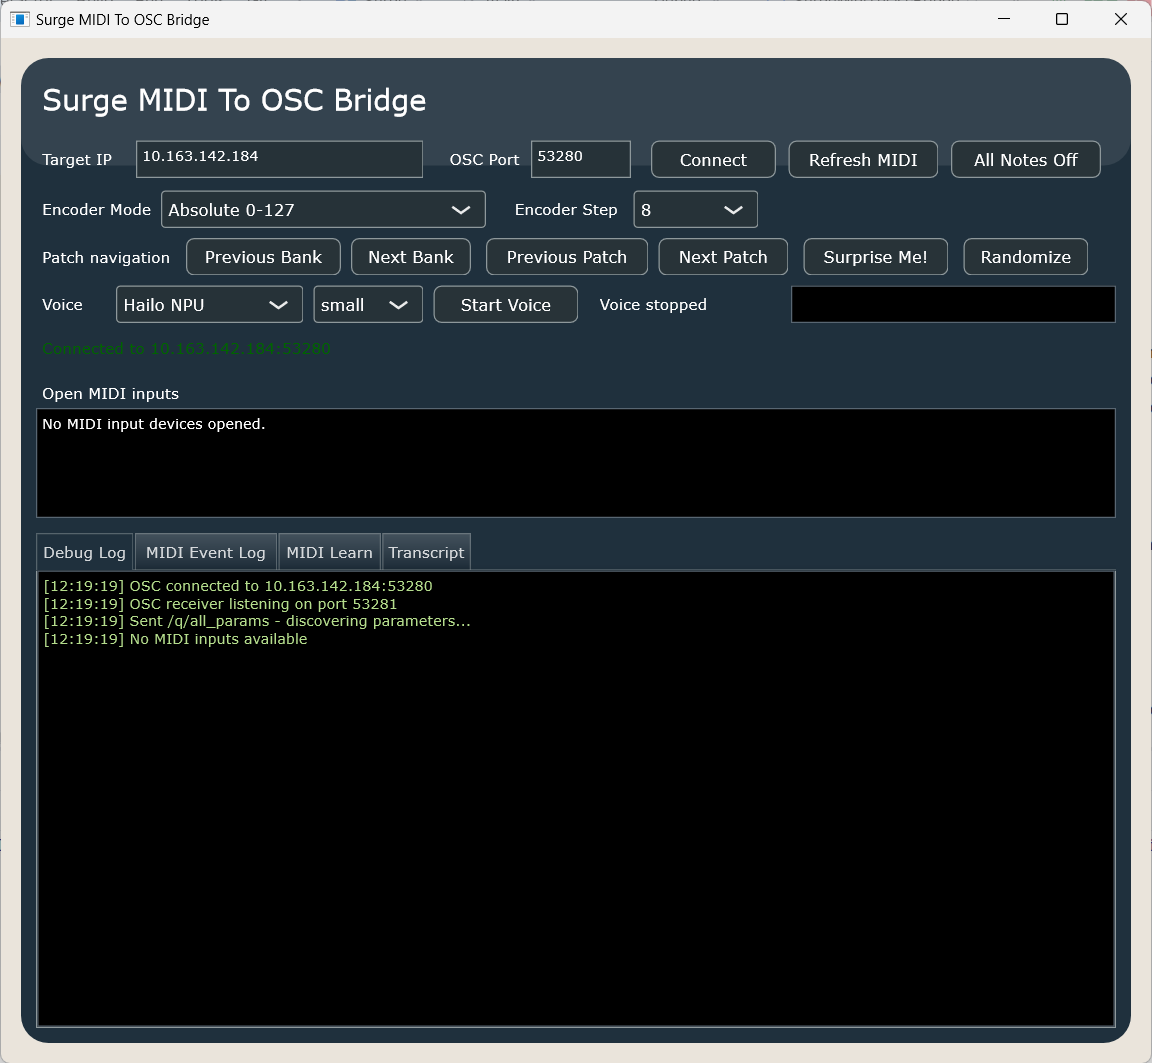 Surge MIDI To OSC Bridge
Surge MIDI To OSC Bridge
Target IP 10.163.142.184 OSC Port 53280 Connect Refresh MIDI All Notes Off
Encoder Mode Absolute 0-127 Encoder Step 8
Patch navigation Previous Bank Next Bank Previous Patch Next Patch Surprise Me! Randomize
Voice Hailo NPU small Start Voice Voice stopped
Connected to 10.163.142.184:53280
Open MIDI inputs
No MIDI input devices opened.
Debug Log MIDI Event Log MIDI Learn Transcript
[12:19:19] OSC connected to 10.163.142.184:53280
[12:19:19] OSC receiver listening on port 53281
[12:19:19] Sent /q/all_params - discovering parameters...
[12:19:19] No MIDI inputs available